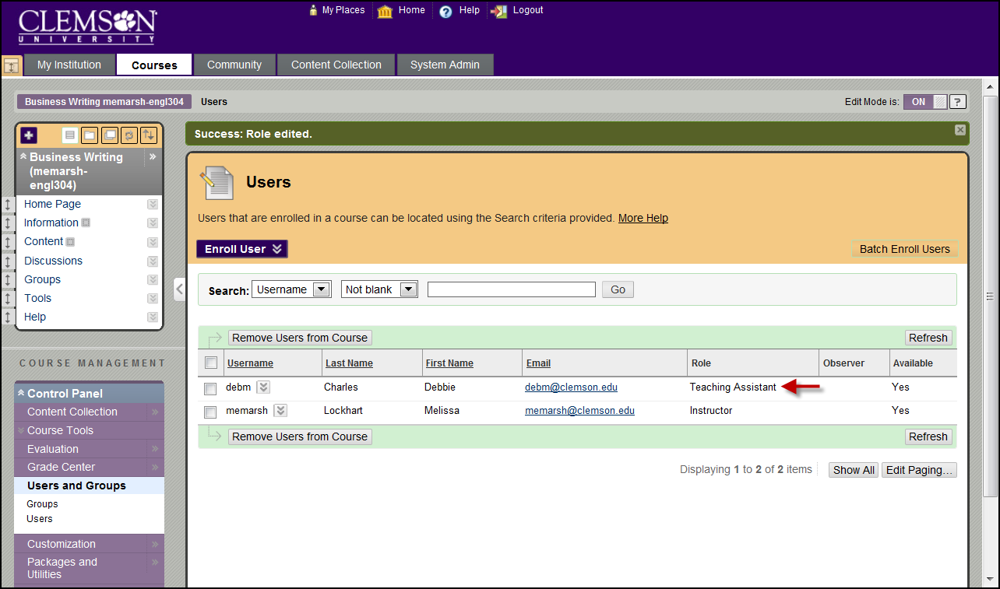 CLEMSON
UNIVERSITY
My Places Home ? Help Logout
My Institution Courses Community Content Collection System Admin
Business Writing memarsh-engl304 Users Edit Mode is: ON ?
Success: Role edited.
Business Writing
(memarsh-
engl304)
Home Page
Information
Content
Discussions
Groups
Tools
Help
COURSE MANAGEMENT
Control Panel
Content Collection
Course Tools
Evaluation
Grade Center
Users and Groups
Groups
Users
Customization
Packages and
Utilities
Users
Users that are enrolled in a course can be located using the Search criteria provided. More Help
Enroll User Batch Enroll Users
Search: Username Not blank Go
Remove Users from Course Refresh
Username Last Name First Name Email Role Observer Available
debm Charles Debbie debm@clemson.edu Teaching Assistant Yes
memarsh Lockhart Melissa memarsh@clemson.edu Instructor Yes
Remove Users from Course Refresh
Displaying 1 to 2 of 2 items Show All Edit Paging...